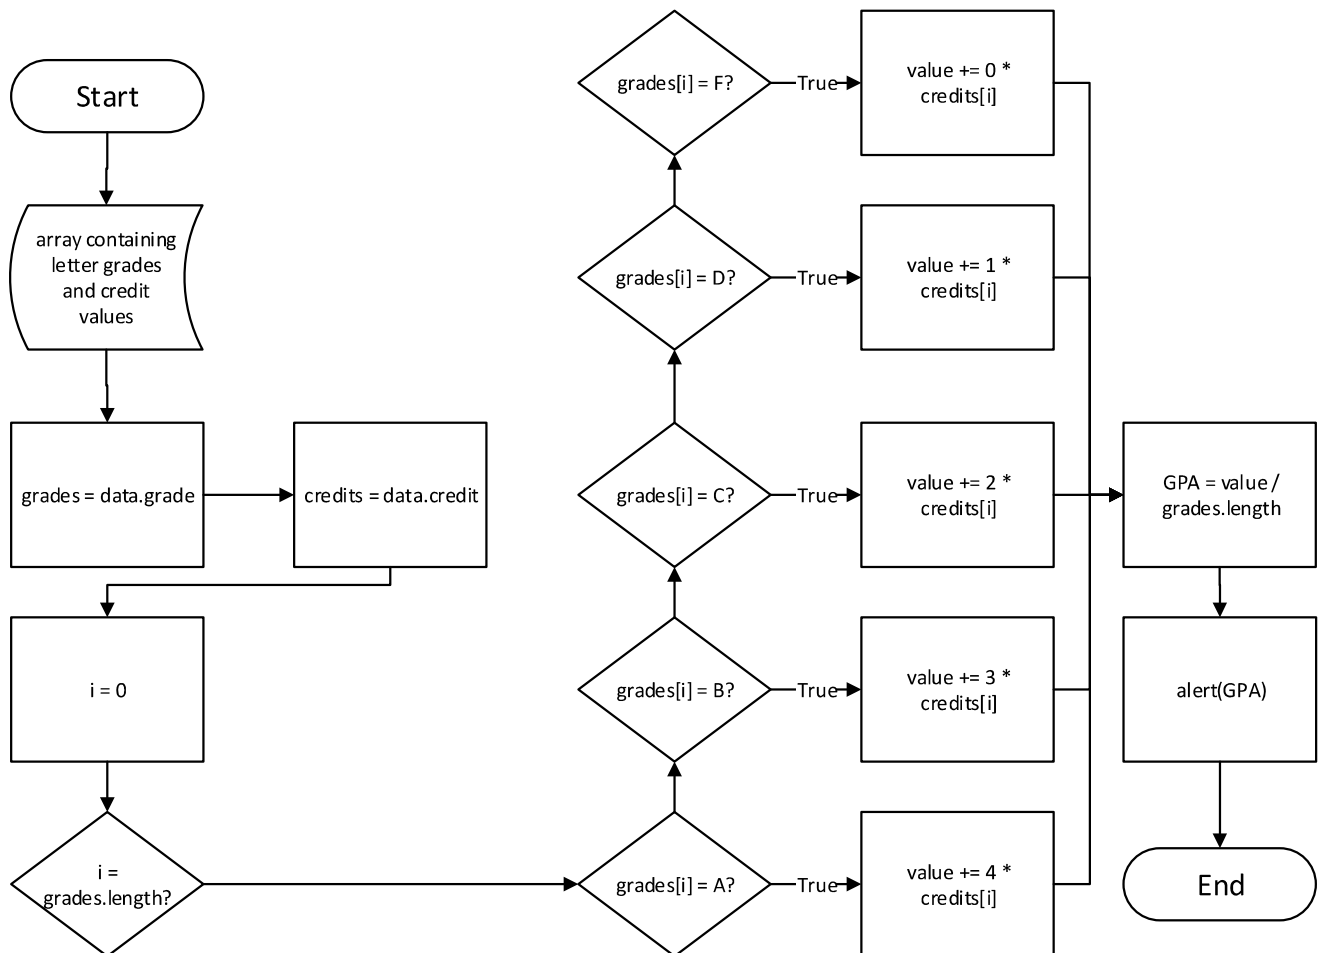 Start
array containing
letter grades
and credit
values
grades = data.grade
credits = data.credit
i = 0
i =
grades.length?
grades[i] = F?
True
value += 0 *
credits[i]
grades[i] = D?
True
value += 1 *
credits[i]
grades[i] = C?
True
value += 2 *
credits[i]
grades[i] = B?
True
value += 3 *
credits[i]
grades[i] = A?
True
value += 4 *
credits[i]
GPA = value /
grades.length
alert(GPA)
End